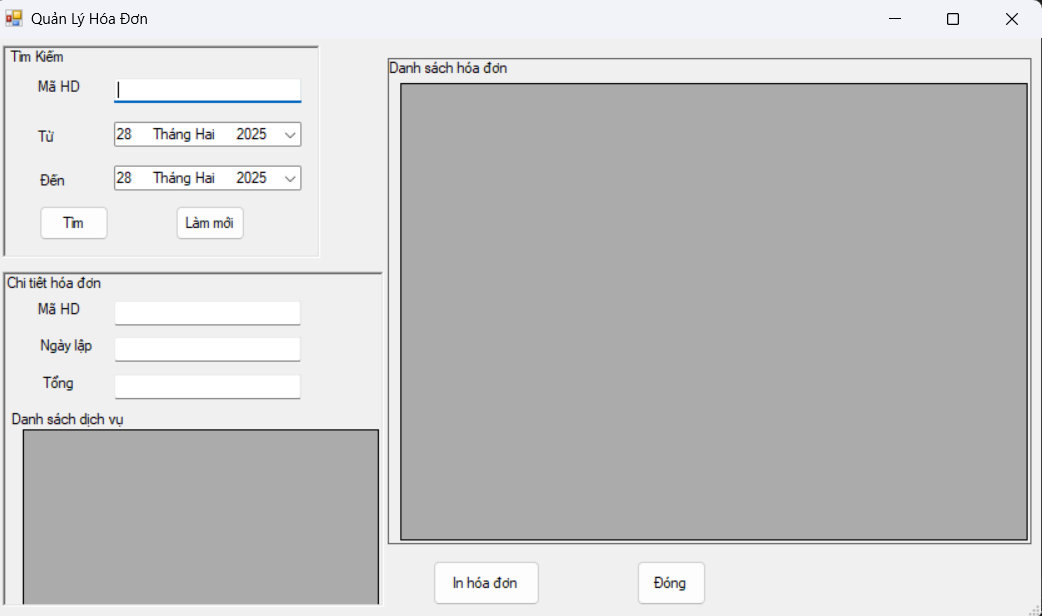 Quản Lý Hóa Đơn
Tìm Kiếm
Mã HD
Từ
28 Tháng Hai 2025
Đến
28 Tháng Hai 2025
Tìm
Làm mới
Chi tiêt hóa đơn
Mã HD
Ngày lập
Tổng
Danh sách dịch vụ
Danh sách hóa đơn
In hóa đơn
Đóng